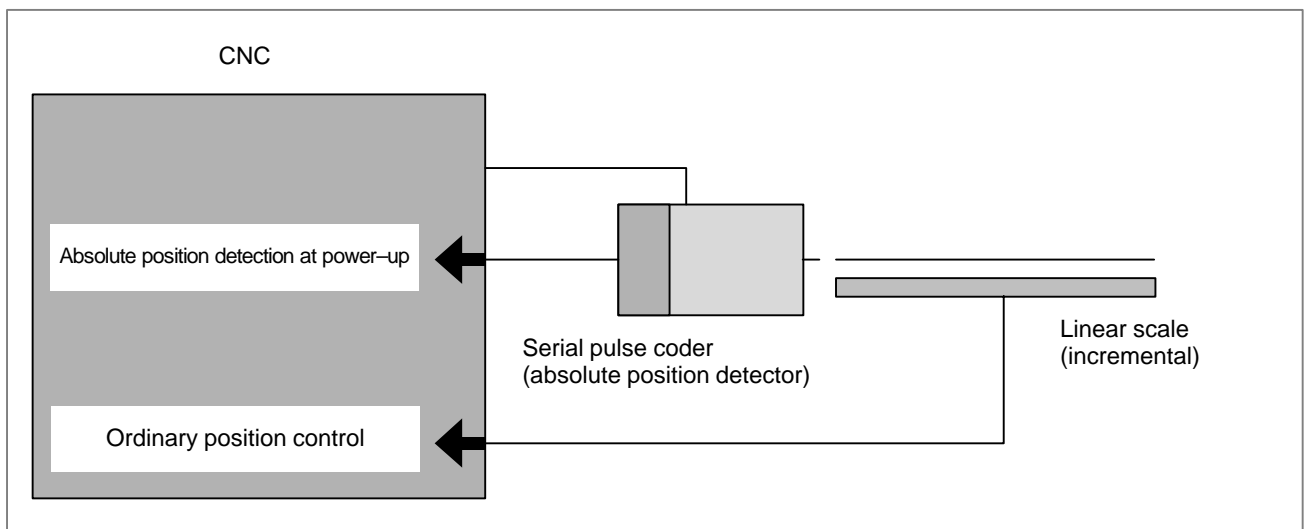 CNC
Absolute position detection at power–up
Serial pulse coder
(absolute position detector)
Linear scale
(incremental)
Ordinary position control